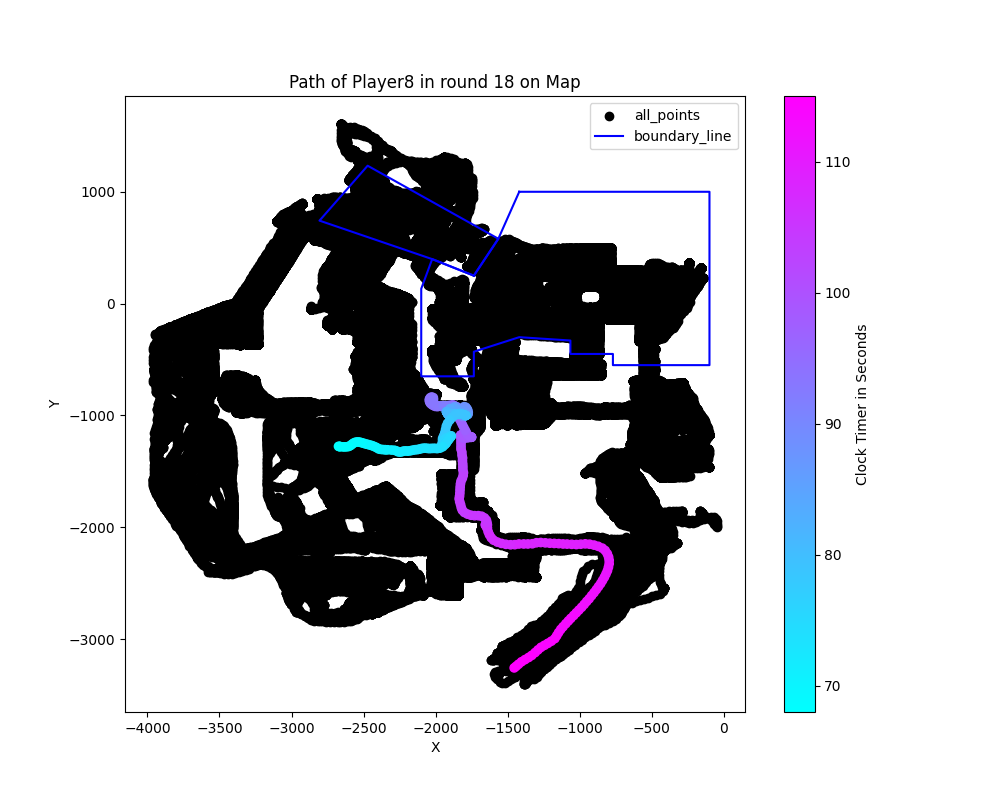 Path of Player8 in round 18 on Map
all_points
boundary_line
1000
0
−1000
−2000
−3000
Y
−4000 −3500 −3000 −2500 −2000 −1500 −1000 −500 0
X
110
100
90
80
70
Clock Timer in Seconds